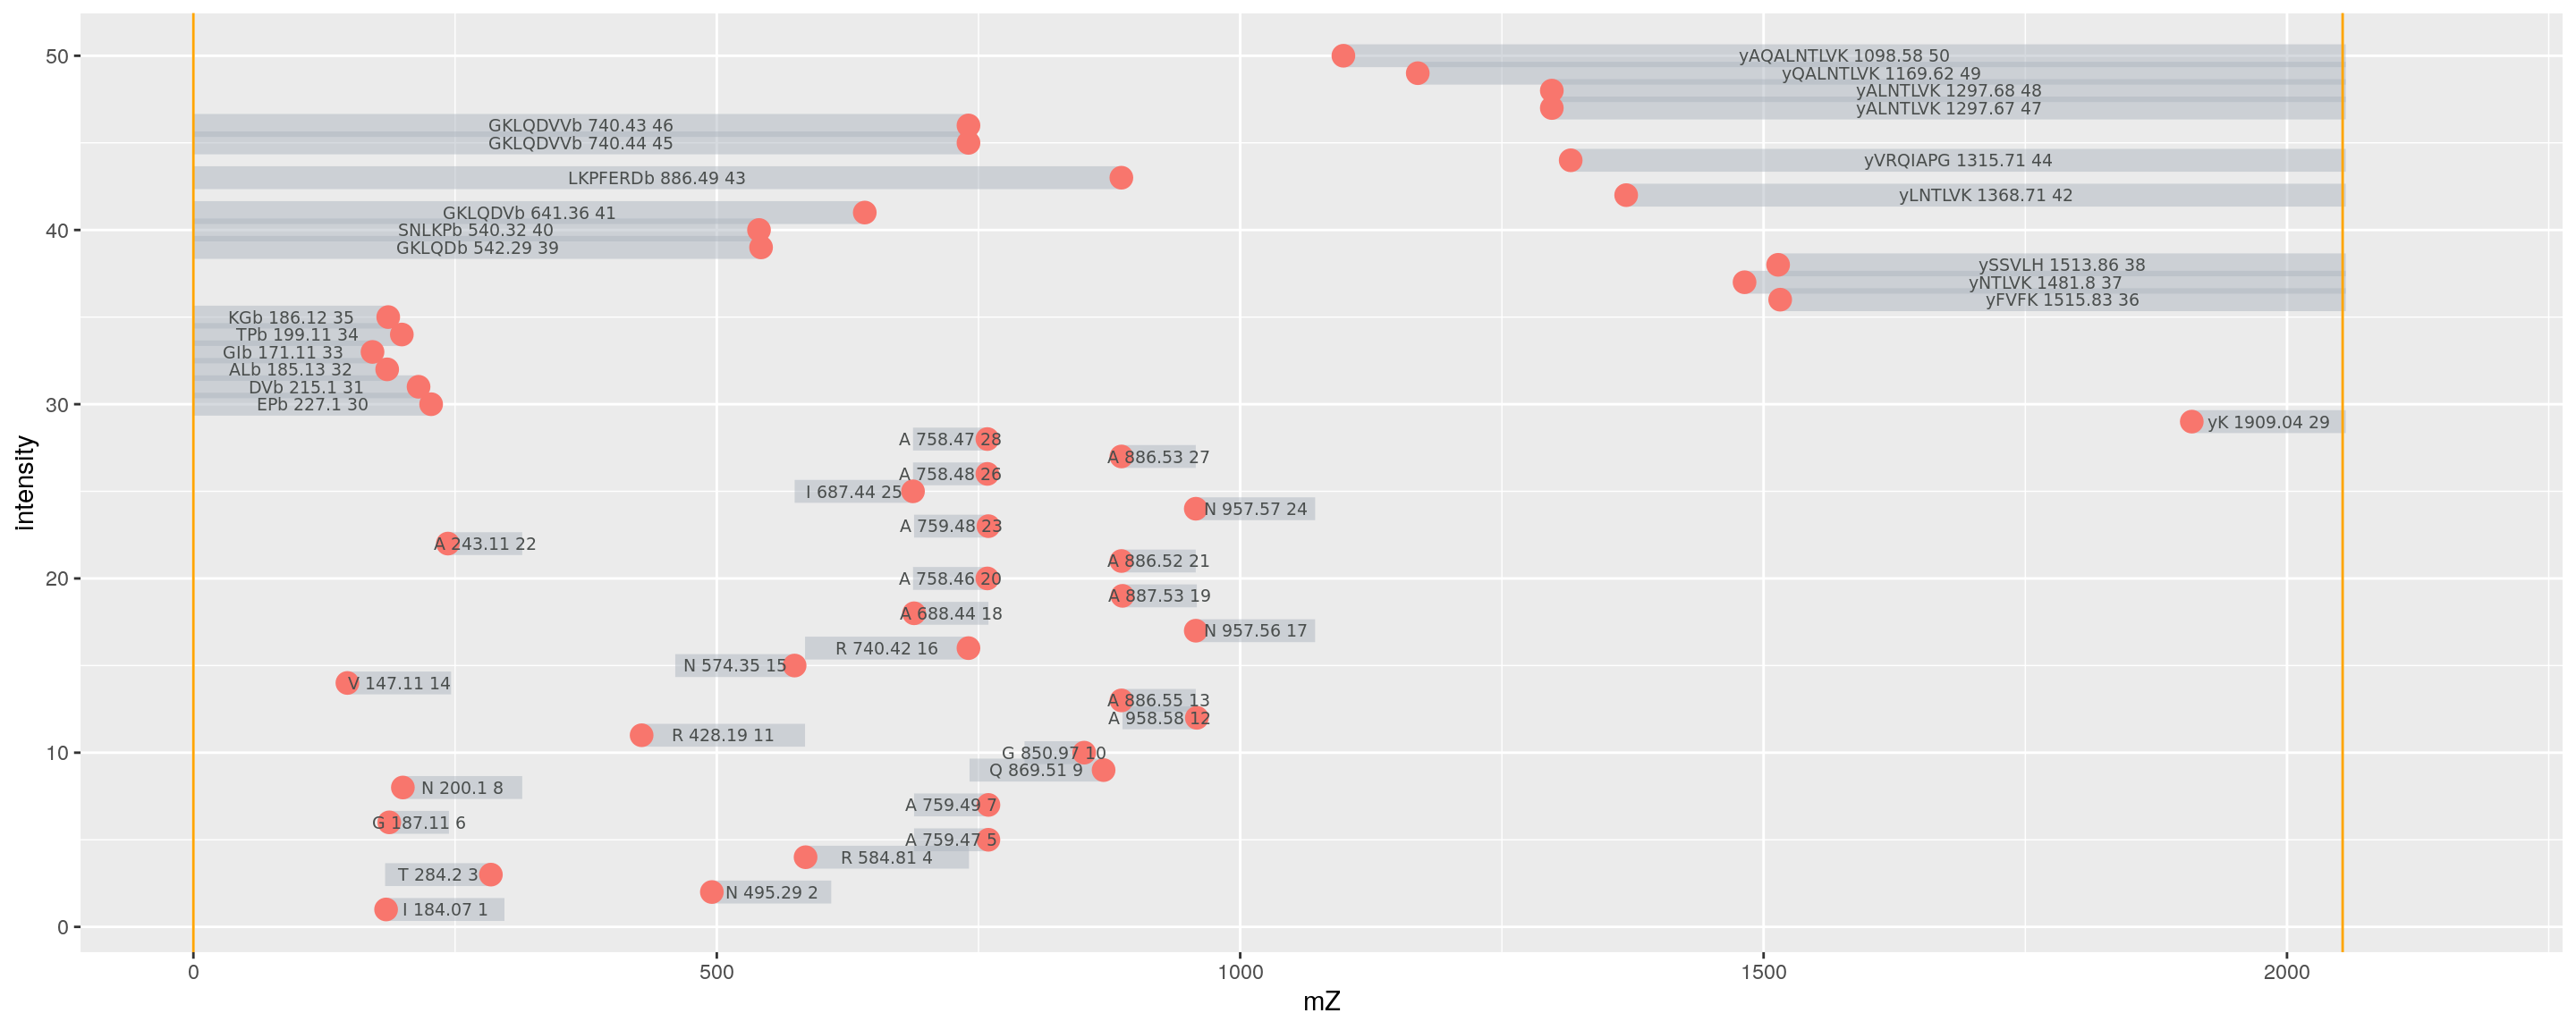 50
yAQALNTLVK 1098.58 50
yQALNTLVK 1169.62 49
yALNTLVK 1297.68 48
yALNTLVK 1297.67 47
GKLQDVVb 740.43 46
GKLQDVVb 740.44 45
yVRQIAPG 1315.71 44
LKPFERDb 886.49 43
yLNTLVK 1368.71 42
GKLQDVb 641.36 41
40
SNLKPb 540.32 40
GKLQDb 542.29 39
ySSVLH 1513.86 38
yNTLVK 1481.8 37
yFVFK 1515.83 36
KGb 186.12 35
TPb 199.11 34
GIb 171.11 33
ALb 185.13 32
DVb 215.1 31
30
EPb 227.1 30
yK 1909.04 29
A 758.47 28
A 886.53 27
A 758.48 26
I 687.44 25
N 957.57 24
A 759.48 23
A 243.11 22
A 886.52 21
20
A 758.46 20
A 887.53 19
A 688.44 18
N 957.56 17
R 740.42 16
N 574.35 15
V 147.11 14
A 886.55 13
A 958.58 12
R 428.19 11
10
G 850.97 10
Q 869.51 9
N 200.1 8
A 759.49 7
G 187.11 6
A 759.47 5
R 584.81 4
T 284.2 3
N 495.29 2
I 184.07 1
0
intensity
0 500 1000 1500 2000
mZ